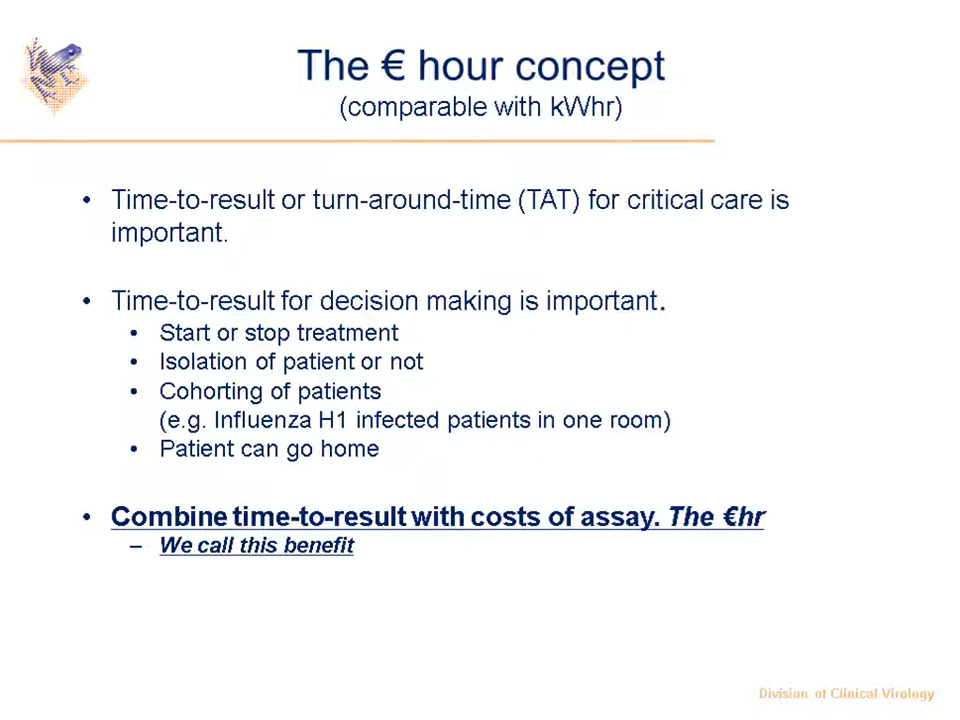 The € hour concept
(comparable with kWhr)
• Time-to-result or turn-around-time (TAT) for critical care is
important.
• Time-to-result for decision making is important.
• Start or stop treatment
• Isolation of patient or not
• Cohorting of patients
(e.g. Influenza H1 infected patients in one room)
• Patient can go home
• Combine time-to-result with costs of assay. The €hr
– We call this benefit
Division of Clinical Virology